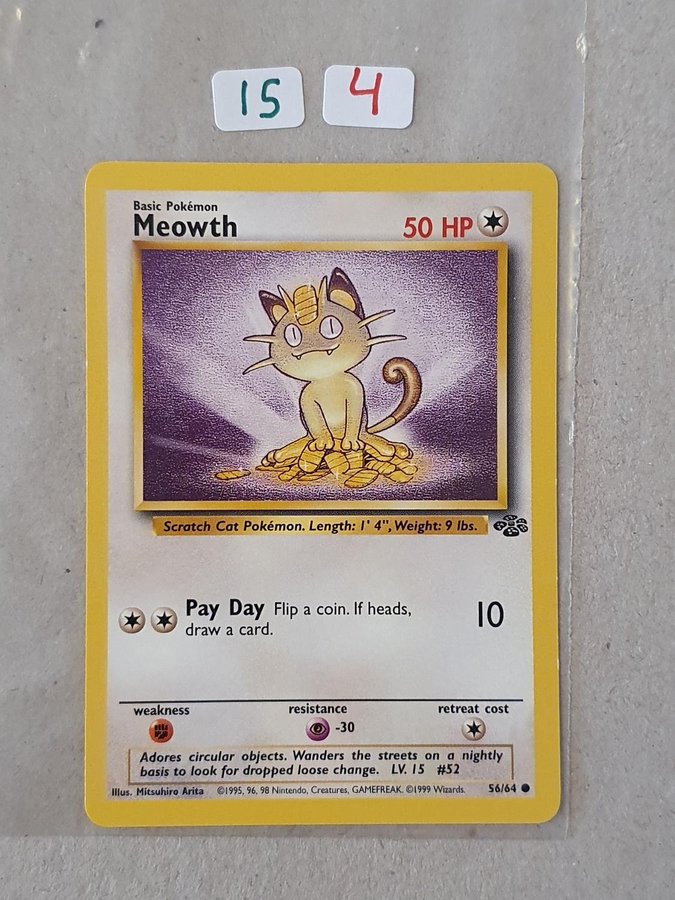 15 4
Basic Pokémon
Meowth 50 HP
Scratch Cat Pokémon. Length: 1' 4", Weight: 9 lbs.
Pay Day Flip a coin. If heads, 10
draw a card.
weakness resistance retreat cost
-30
Adores circular objects. Wanders the streets on a nightly
basis to look for dropped loose change. LV. 15 #52
Illus. Mitsuhiro Arita ©1995, 96, 98 Nintendo, Creatures, GAMEFREAK. ©1999 Wizards. 56/64